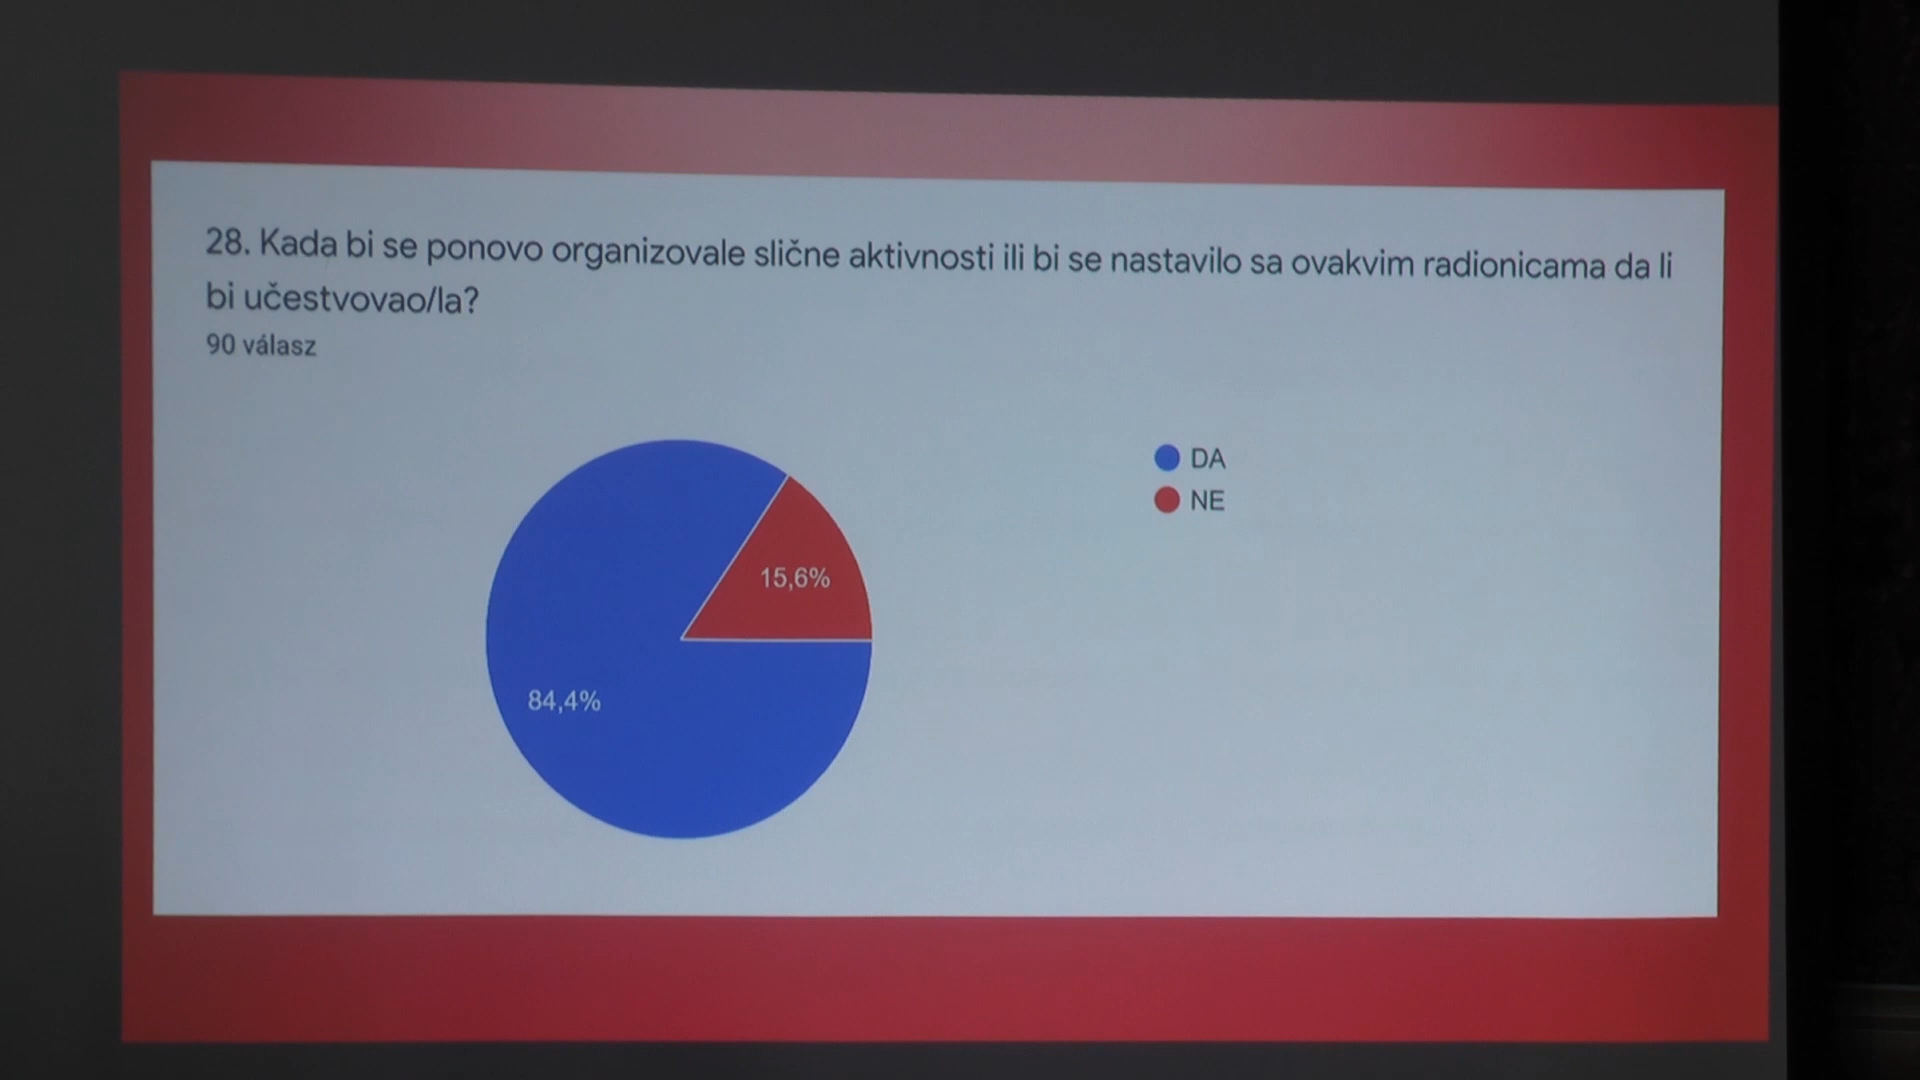 28. Kada bi se ponovo organizovale slične aktivnosti ili bi se nastavilo sa ovakvim radionicama da li
bi učestvovao/la?
90 válasz
DA
NE
15,6%
84,4%